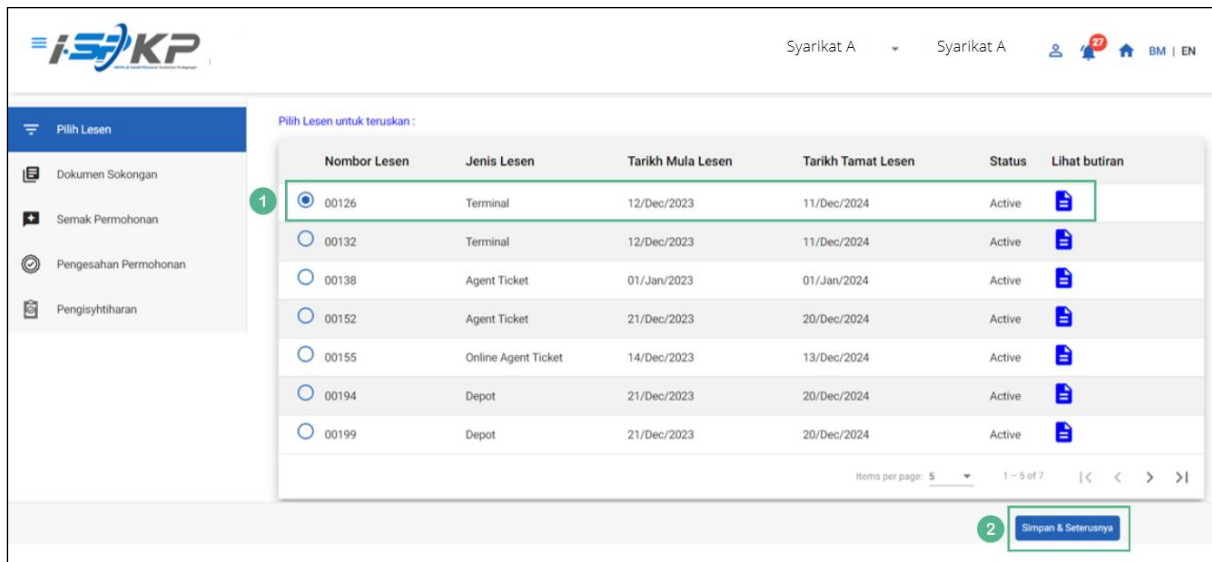 i-SPKP
Syarikat A Syarikat A 27 BM | EN
Pilih Lesen
Dokumen Sokongan
Semak Permohonan
Pengesahan Permohonan
Pengisyhtiharan
Pilih Lesen untuk teruskan :
Nombor Lesen Jenis Lesen Tarikh Mula Lesen Tarikh Tamat Lesen Status Lihat butiran
1 00126 Terminal 12/Dec/2023 11/Dec/2024 Active
00132 Terminal 12/Dec/2023 11/Dec/2024 Active
00138 Agent Ticket 01/Jan/2023 01/Jan/2024 Active
00152 Agent Ticket 21/Dec/2023 20/Dec/2024 Active
00155 Online Agent Ticket 14/Dec/2023 13/Dec/2024 Active
00194 Depot 21/Dec/2023 20/Dec/2024 Active
00199 Depot 21/Dec/2023 20/Dec/2024 Active
Items per page: 5 1 – 5 of 7
2 Simpan & Seterusnya